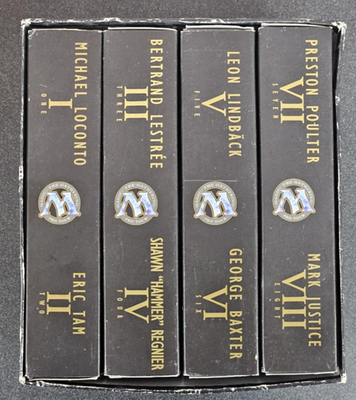 MICHAEL LOCONTO
I
ONE
ERIC TAM
II
TWO
BERTRAND LESTRÉE
III
THREE
SHAWN "HAMMER" REGNIER
IV
FOUR
LEON LINDBÄCK
V
FIVE
GEORGE BAXTER
VI
SIX
PRESTON POULTER
VII
SEVEN
MARK JUSTICE
VIII
EIGHT